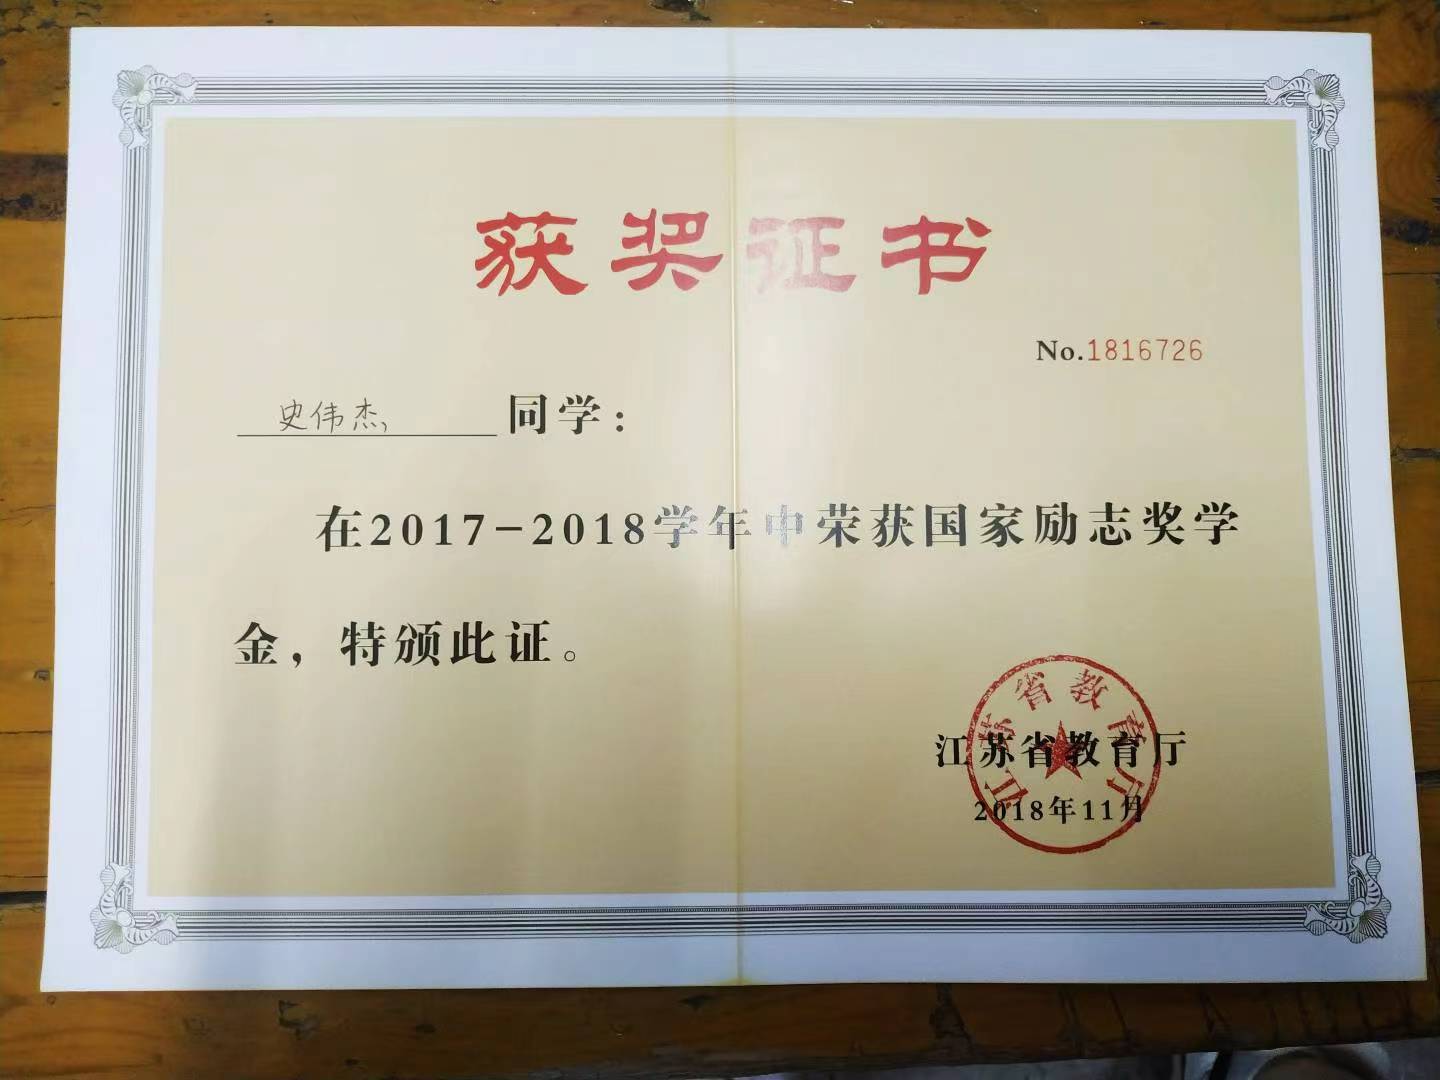 获奖证书
No.1816726
史伟杰, 同学:
在2017-2018学年中荣获国家励志奖学
金，特颁此证。
江苏省教育厅
江苏省教育厅
2018年11月